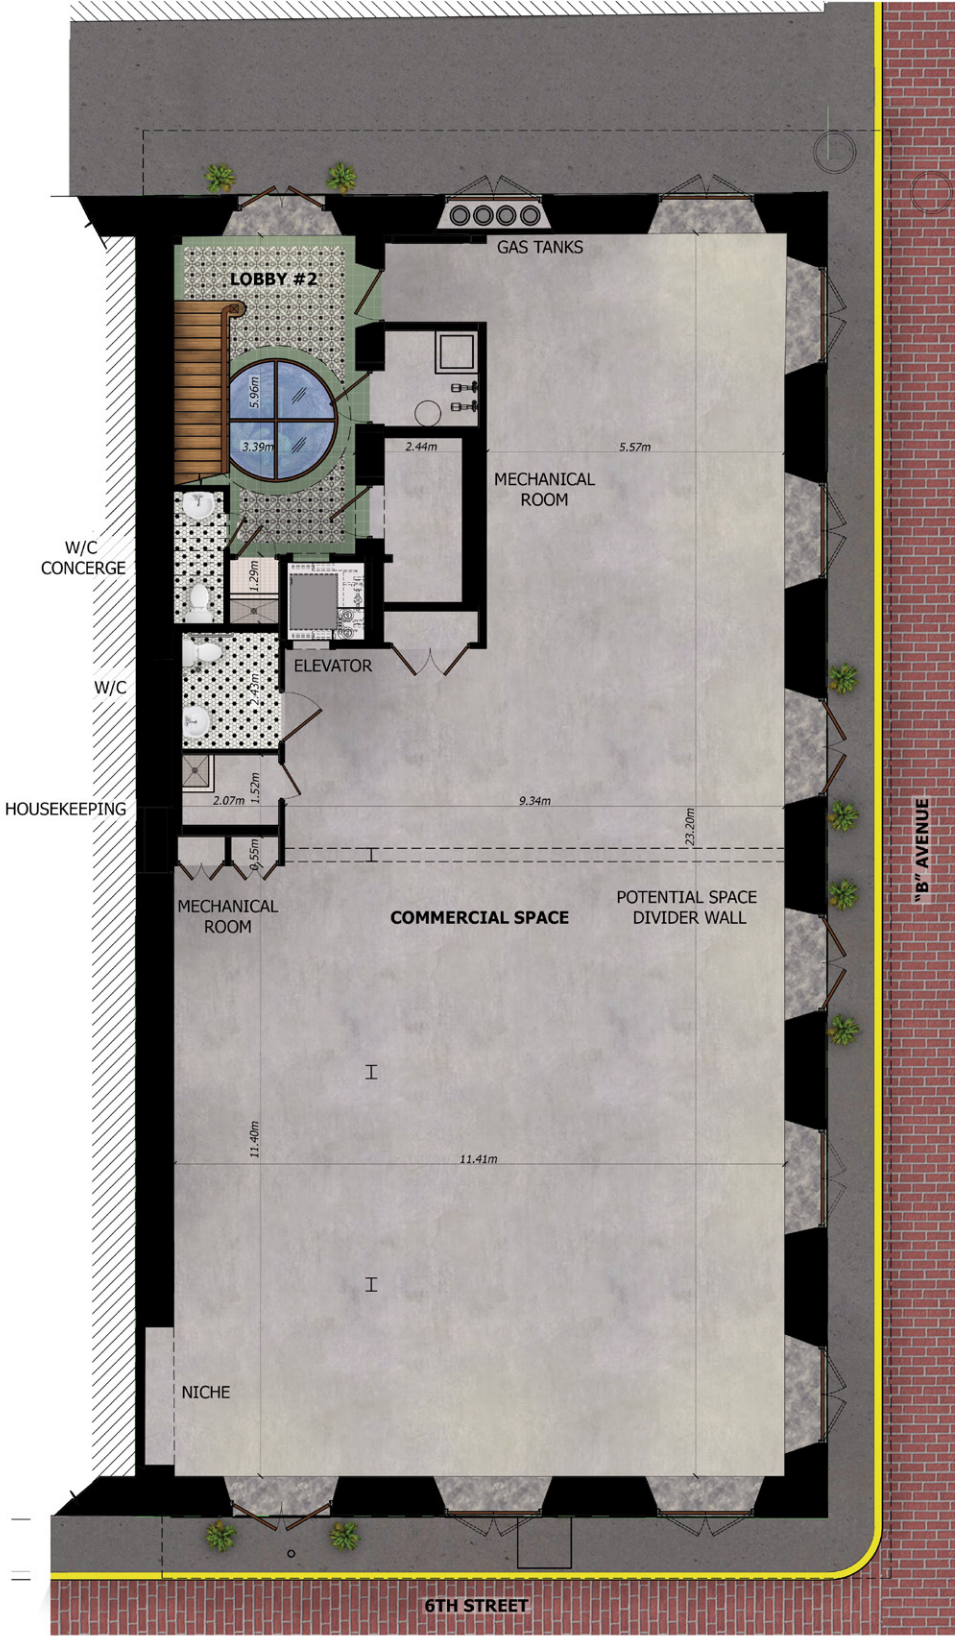 GAS TANKS
LOBBY #2
5.96m
3.39m
2.44m
5.57m
MECHANICAL
ROOM
W/C
CONCERGE
1.29m
ELEVATOR
W/C
2.43m
HOUSEKEEPING
2.07m
1.52m
9.34m
23.20m
0.55m
"B" AVENUE
MECHANICAL
ROOM
COMMERCIAL SPACE
POTENTIAL SPACE
DIVIDER WALL
11.40m
11.41m
NICHE
6TH STREET